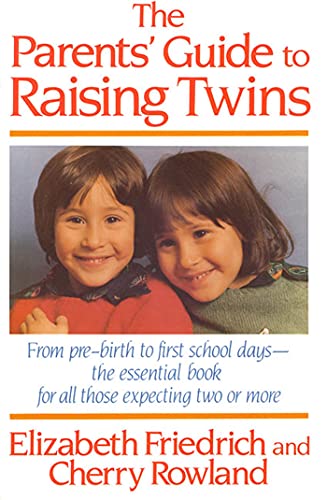 The
Parents' Guide to
Raising Twins
From pre-birth to first school days—
the essential book
for all those expecting two or more
Elizabeth Friedrich and
Cherry Rowland